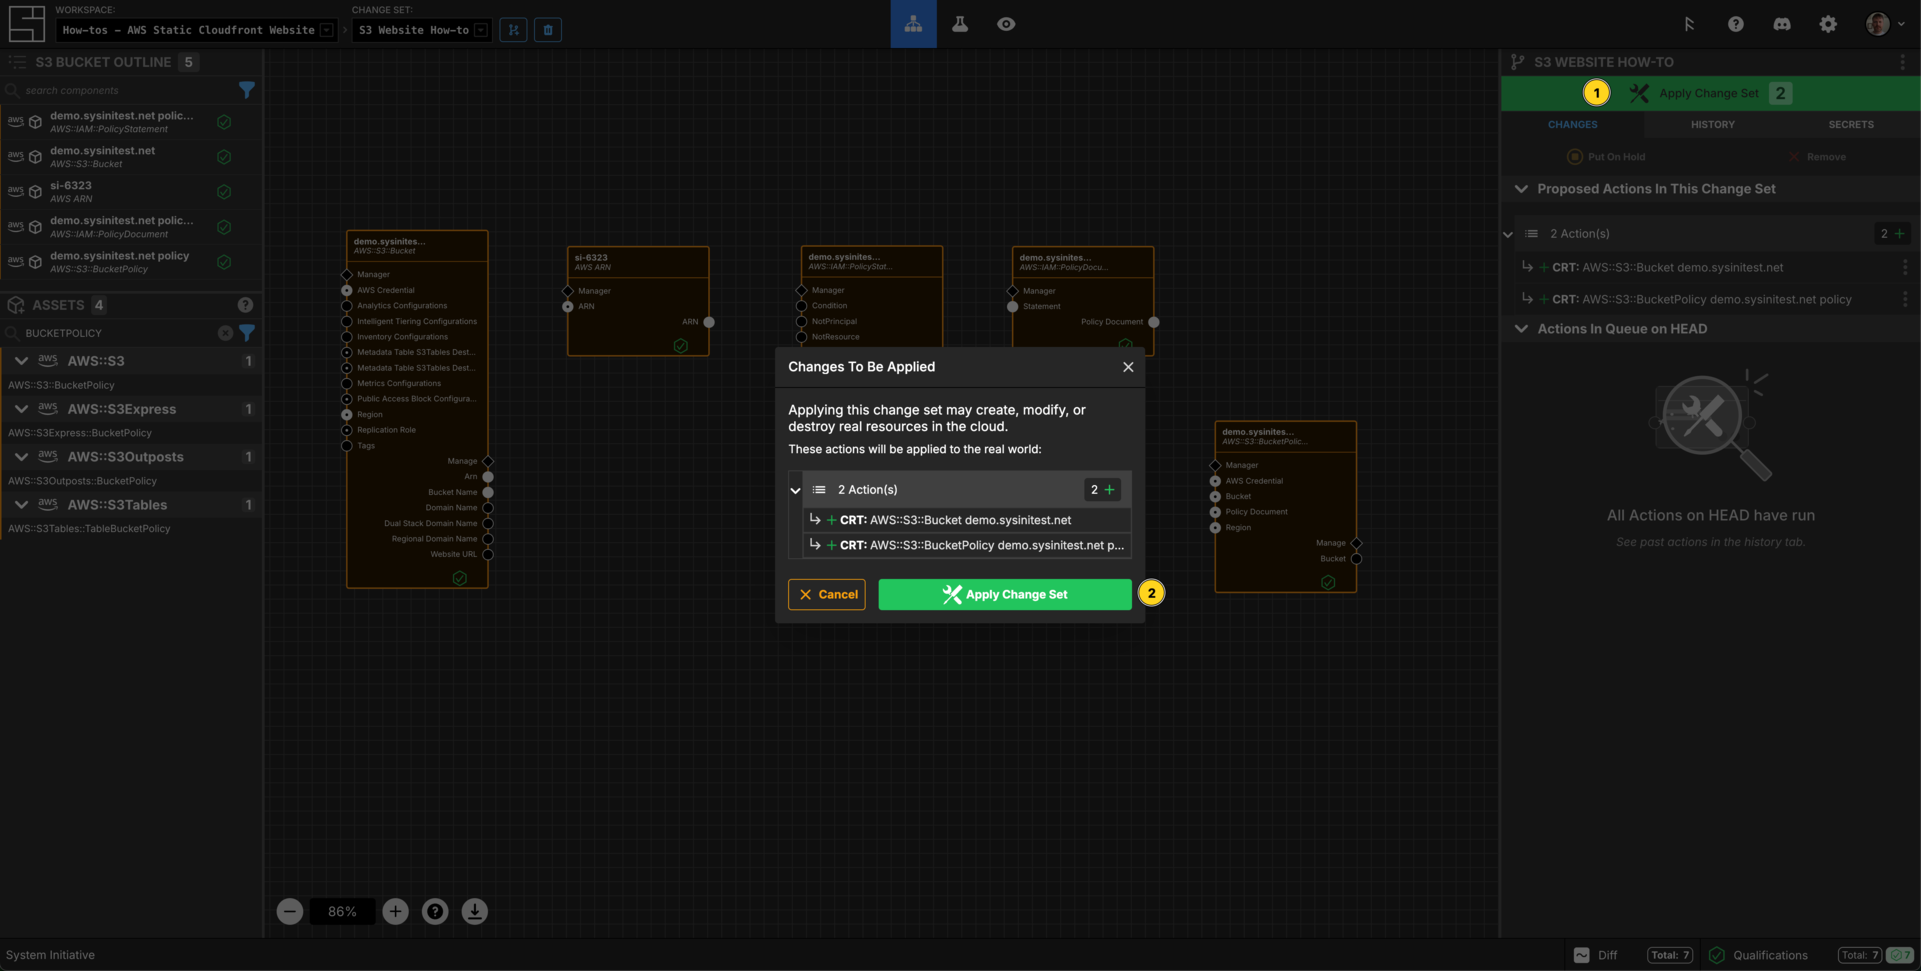 WORKSPACE:
How-tos - AWS Static Cloudfront Website
CHANGE SET:
S3 Website How-to
S3 BUCKET OUTLINE 5
search components
aws demo.sysinitest.net polic...
AWS::IAM::PolicyStatement
aws demo.sysinitest.net
AWS::S3::Bucket
aws si-6323
AWS ARN
aws demo.sysinitest.net polic...
AWS::IAM::PolicyDocument
aws demo.sysinitest.net policy
AWS::S3::BucketPolicy
ASSETS 4
?
BUCKETPOLICY
aws AWS::S3 1
AWS::S3::BucketPolicy
aws AWS::S3Express 1
AWS::S3Express::BucketPolicy
aws AWS::S3Outposts 1
AWS::S3Outposts::BucketPolicy
aws AWS::S3Tables 1
AWS::S3Tables::TableBucketPolicy
demo.sysinites...
AWS::S3::Bucket
Manager
AWS Credential
Analytics Configurations
Intelligent Tiering Configurations
Inventory Configurations
Metadata Table S3Tables Dest...
Metadata Table S3Tables Dest...
Metrics Configurations
Public Access Block Configura...
Region
Replication Role
Tags
Manage
Arn
Bucket Name
Domain Name
Dual Stack Domain Name
Regional Domain Name
Website URL
si-6323
AWS ARN
Manager
ARN
ARN
demo.sysinites...
AWS::IAM::PolicyStat...
Manager
Condition
NotPrincipal
NotResource
demo.sysinites...
AWS::IAM::PolicyDocu...
Manager
Statement
Policy Document
Changes To Be Applied
Applying this change set may create, modify, or
destroy real resources in the cloud.
These actions will be applied to the real world:
2 Action(s) 2 +
+ CRT: AWS::S3::Bucket demo.sysinitest.net
+ CRT: AWS::S3::BucketPolicy demo.sysinitest.net p...
Cancel
Apply Change Set
2
demo.sysinites...
AWS::S3::BucketPolic...
Manager
AWS Credential
Bucket
Policy Document
Region
Manage
Bucket
86%
?
S3 WEBSITE HOW-TO
1 Apply Change Set 2
CHANGES HISTORY SECRETS
Put On Hold Remove
Proposed Actions In This Change Set
2 Action(s) 2 +
+ CRT: AWS::S3::Bucket demo.sysinitest.net
+ CRT: AWS::S3::BucketPolicy demo.sysinitest.net policy
Actions In Queue on HEAD
All Actions on HEAD have run
See past actions in the history tab.
System Initiative
Diff Total: 7 Qualifications Total: 7 7